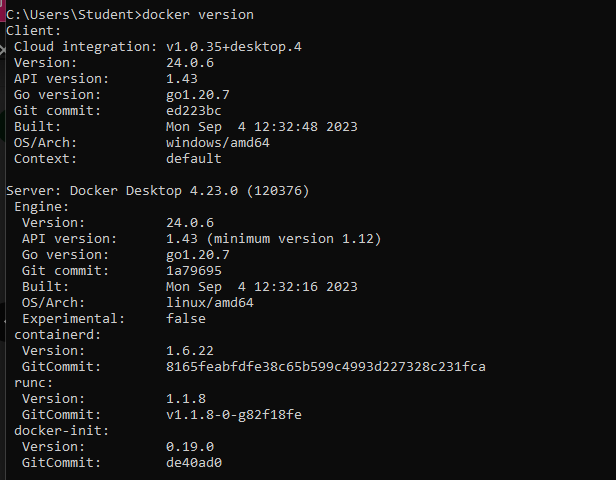 C:\Users\Student>docker version
Client:
 Cloud integration: v1.0.35+desktop.4
 Version:           24.0.6
 API version:       1.43
 Go version:        go1.20.7
 Git commit:        ed223bc
 Built:             Mon Sep  4 12:32:48 2023
 OS/Arch:           windows/amd64
 Context:           default

Server: Docker Desktop 4.23.0 (120376)
 Engine:
  Version:          24.0.6
  API version:      1.43 (minimum version 1.12)
  Go version:       go1.20.7
  Git commit:       1a79695
  Built:            Mon Sep  4 12:32:16 2023
  OS/Arch:          linux/amd64
  Experimental:     false
 containerd:
  Version:          1.6.22
  GitCommit:        8165feabfdfe38c65b599c4993d227328c231fca
 runc:
  Version:          1.1.8
  GitCommit:        v1.1.8-0-g82f18fe
 docker-init:
  Version:          0.19.0
  GitCommit:        de40ad0